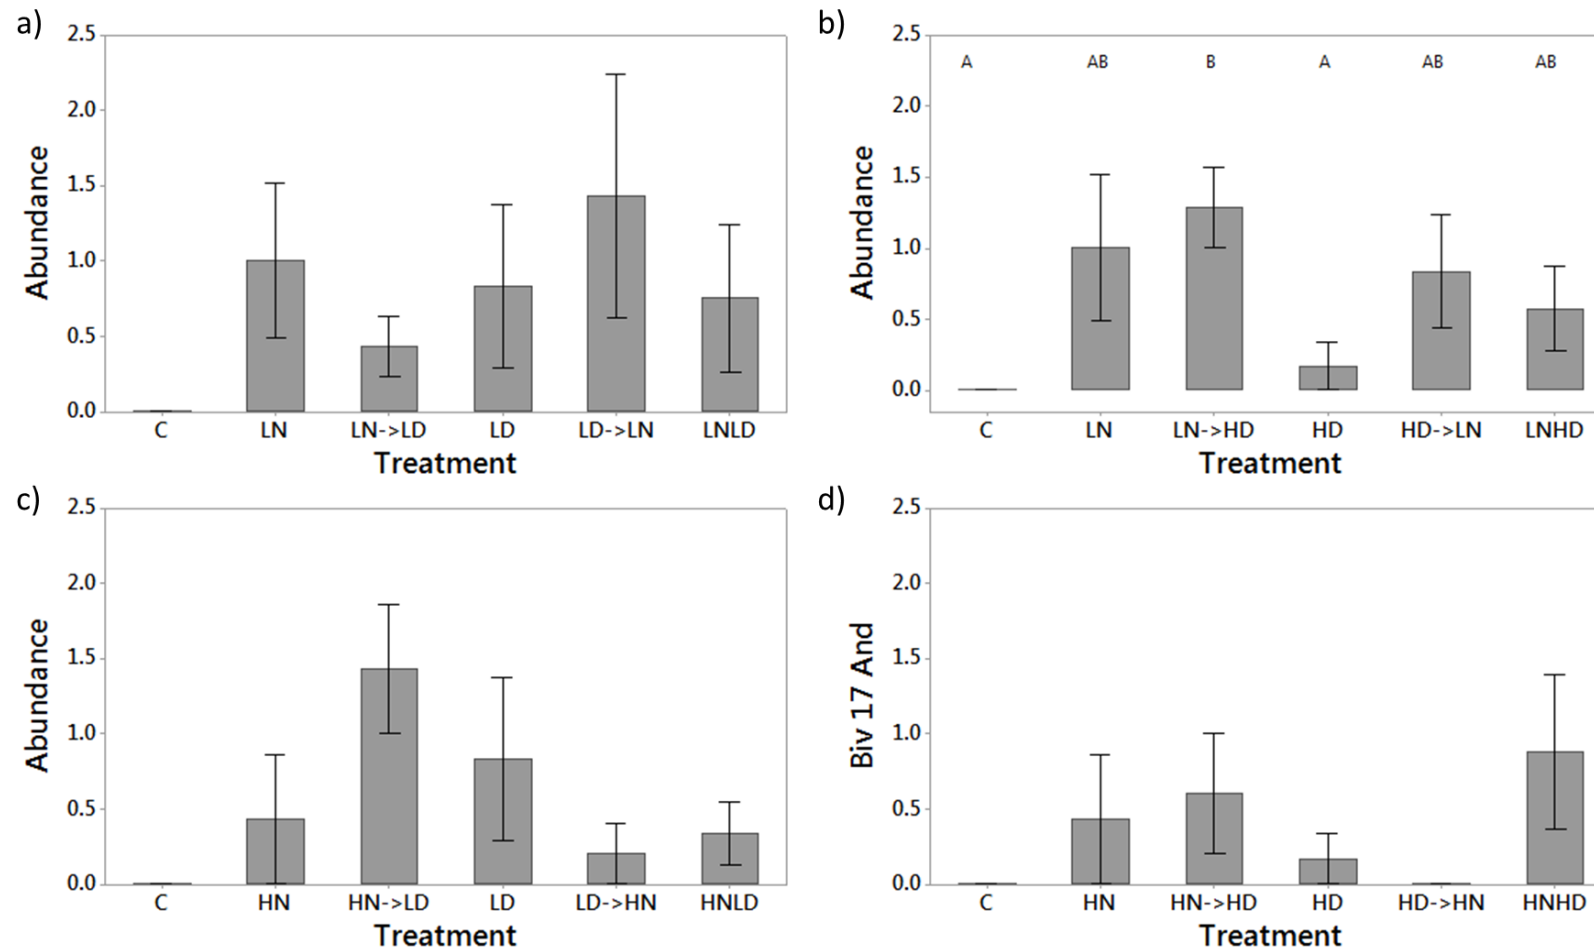 a)
2.5
2.0
1.5
1.0
0.5
0.0
Abundance
C LN LN->LD LD LD->LN LNLD
Treatment
b)
2.5
2.0
1.5
1.0
0.5
0.0
Abundance
A AB B A AB AB
C LN LN->HD HD HD->LN LNHD
Treatment
c)
2.5
2.0
1.5
1.0
0.5
0.0
Abundance
C HN HN->LD LD LD->HN HNLD
Treatment
d)
2.5
2.0
1.5
1.0
0.5
0.0
Biv 17 And
C HN HN->HD HD HD->HN HNHD
Treatment